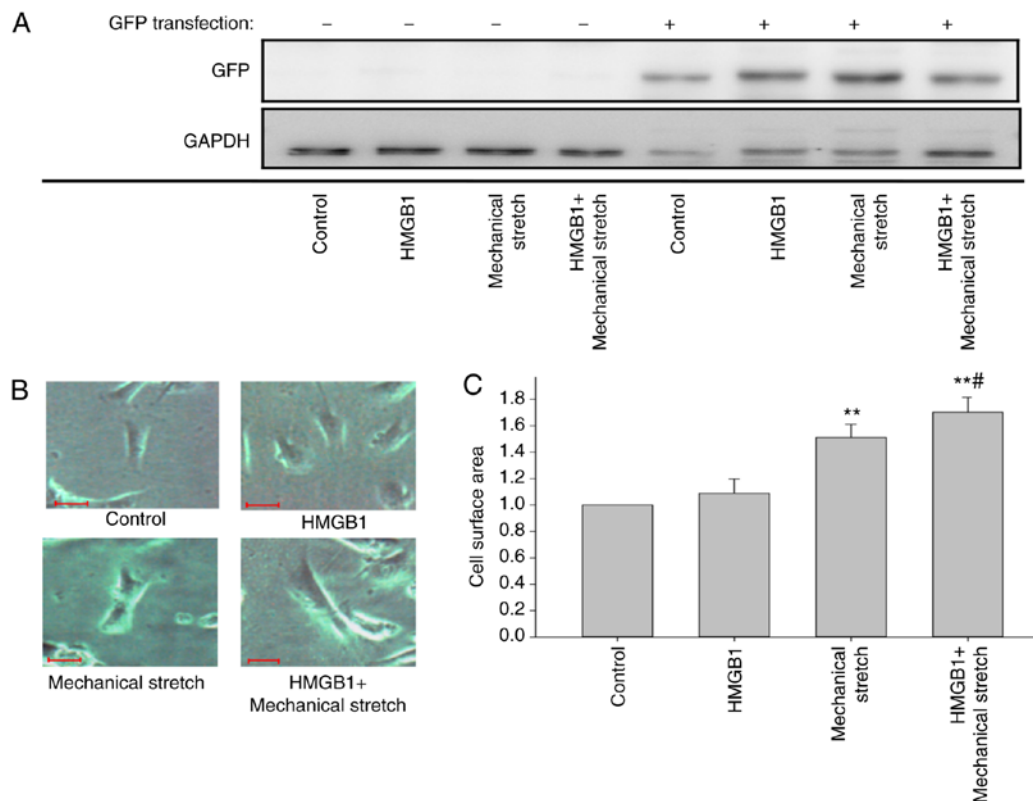 A
GFP transfection: – – – – + + + +
GFP
GAPDH
Control
HMGB1
Mechanical
stretch
HMGB1+
Mechanical stretch
Control
HMGB1
Mechanical
stretch
HMGB1+
Mechanical stretch
B
Control
HMGB1
Mechanical stretch
HMGB1+
Mechanical stretch
C
Cell surface area
1.8
1.6
1.4
1.2
1.0
0.8
0.6
0.4
0.2
0.0
**
**#
Control
HMGB1
Mechanical
stretch
HMGB1+
Mechanical stretch